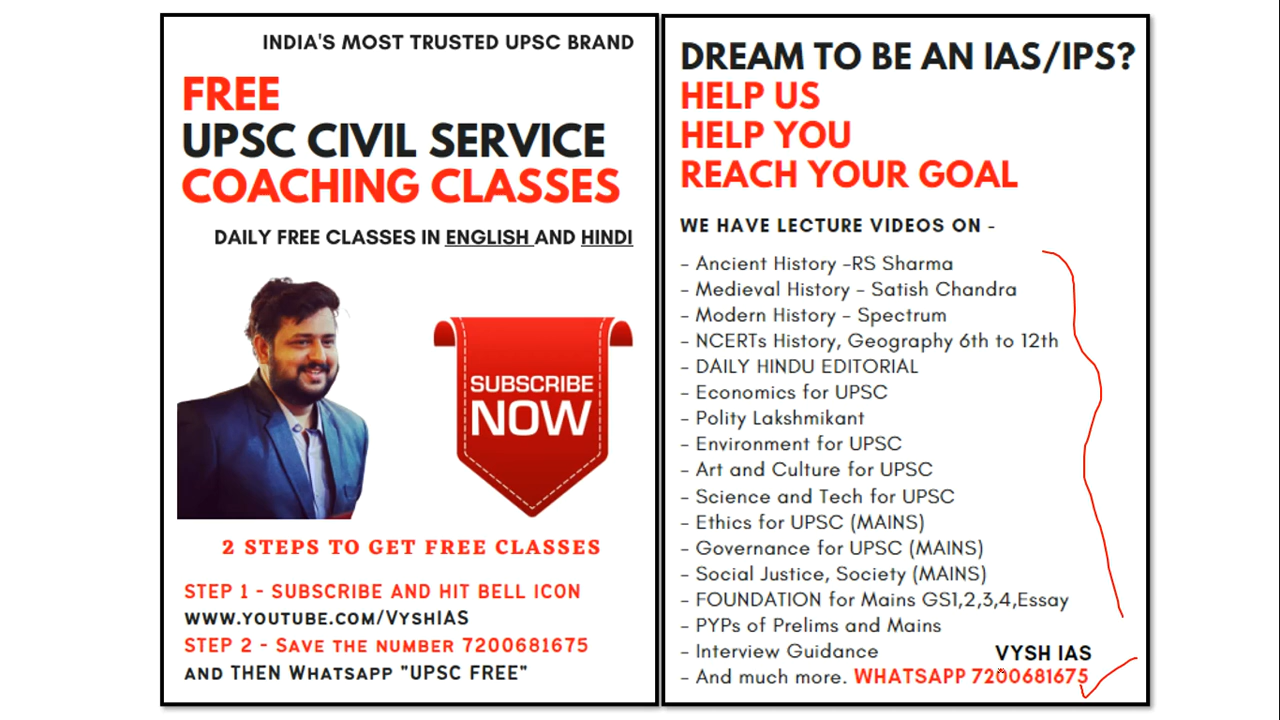 INDIA'S MOST TRUSTED UPSC BRAND
FREE
UPSC CIVIL SERVICE
COACHING CLASSES
DAILY FREE CLASSES IN ENGLISH AND HINDI
SUBSCRIBE
NOW
2 STEPS TO GET FREE CLASSES
STEP 1 - SUBSCRIBE AND HIT BELL ICON
WWW.YOUTUBE.COM/VYSHIAS
STEP 2 - SAVE THE NUMBER 7200681675
AND THEN WHATSAPP "UPSC FREE"
DREAM TO BE AN IAS/IPS?
HELP US
HELP YOU
REACH YOUR GOAL
WE HAVE LECTURE VIDEOS ON -
- Ancient History -RS Sharma
- Medieval History - Satish Chandra
- Modern History - Spectrum
- NCERTs History, Geography 6th to 12th
- DAILY HINDU EDITORIAL
- Economics for UPSC
- Polity Lakshmikant
- Environment for UPSC
- Art and Culture for UPSC
- Science and Tech for UPSC
- Ethics for UPSC (MAINS)
- Governance for UPSC (MAINS)
- Social Justice, Society (MAINS)
- FOUNDATION for Mains GS1,2,3,4,Essay
- PYPs of Prelims and Mains
- Interview Guidance VYSH IAS
- And much more. WHATSAPP 7200681675